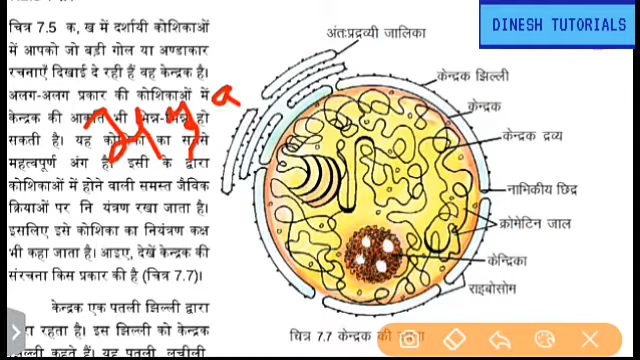 DINESH TUTORIALS
चित्र 7.5 क, ख में दर्शायी कोशिकाओं
में आपको जो बड़ी गोल या अण्डाकार
रचनाएँ दिखाई दे रही हैं वह केन्द्रक है।
अलग-अलग प्रकार की कोशिकाओं में
केन्द्रक की आकृति भी भिन्न-भिन्न हो
सकती है। यह कोशिका का सबसे
महत्वपूर्ण अंग है। इसी के द्वारा
कोशिकाओं में होने वाली समस्त जैविक
क्रियाओं पर नि यंत्रण रखा जाता है।
इसलिए इसे कोशिका का नियंत्रण कक्ष
भी कहा जाता है। आइए, देखें केन्द्रक की
संरचना किस प्रकार की है (चित्र 7.7)।
केन्द्रक एक पतली झिल्ली द्वारा
रहता है। इस झिल्ली को केन्द्रक
कहते हैं। यह पतली, लचीली,
अंतःप्रद्रव्यी जालिका
केन्द्रक झिल्ली
केन्द्रक
केन्द्रक द्रव्य
नाभिकीय छिद्र
क्रोमेटिन जाल
केन्द्रिका
राइबोसोम
चित्र 7.7 केन्द्रक की